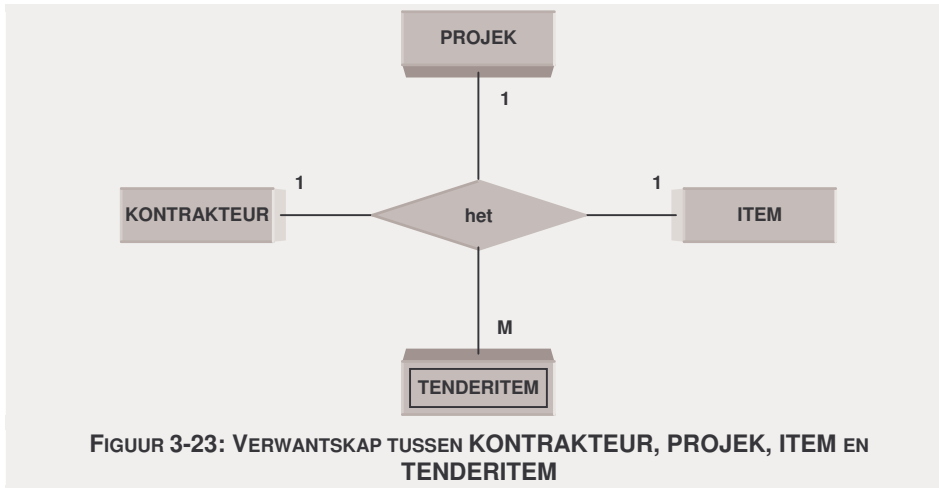 PROJEK
1
1
1
KONTRAKTEUR
het
ITEM
M
TENDERITEM
FIGUUR 3-23: VERWANTSKAP TUSSEN KONTRAKTEUR, PROJEK, ITEM EN
TENDERITEM